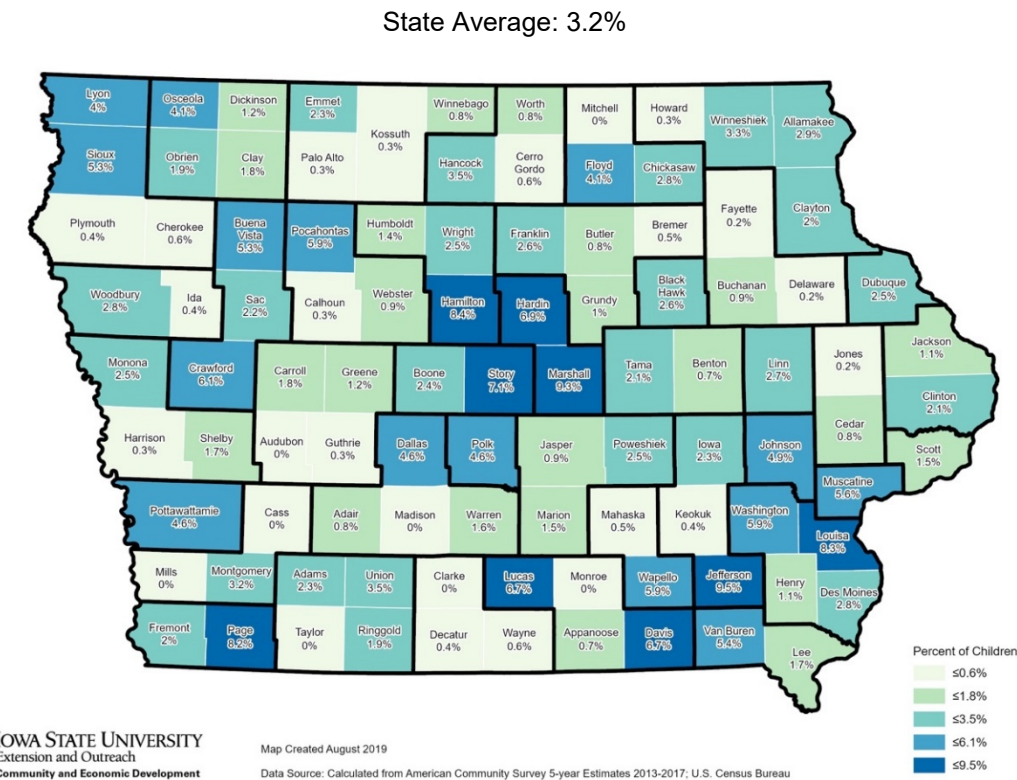 State Average: 3.2%
Lyon
4%
Osceola
4.1%
Dickinson
1.2%
Emmet
2.3%
Kossuth
0.3%
Winnebago
0.8%
Worth
0.8%
Mitchell
0%
Howard
0.3%
Winneshiek
3.3%
Allamakee
2.9%
Sioux
5.3%
Obrien
1.9%
Clay
1.8%
Palo Alto
0.3%
Hancock
3.5%
Cerro
Gordo
0.6%
Floyd
4.1%
Chickasaw
2.8%
Plymouth
0.4%
Cherokee
0.6%
Buena
Vista
5.3%
Pocahontas
5.9%
Humboldt
1.4%
Wright
2.5%
Franklin
2.6%
Butler
0.8%
Bremer
0.5%
Fayette
0.2%
Clayton
2%
Woodbury
2.8%
Ida
0.4%
Sac
2.2%
Calhoun
0.3%
Webster
0.9%
Hamilton
8.4%
Hardin
6.9%
Grundy
1%
Black
Hawk
2.6%
Buchanan
0.9%
Delaware
0.2%
Dubuque
2.5%
Monona
2.5%
Crawford
6.1%
Carroll
1.8%
Greene
1.2%
Boone
2.4%
Story
7.1%
Marshall
9.3%
Tama
2.1%
Benton
0.7%
Linn
2.7%
Jones
0.2%
Jackson
1.1%
Clinton
2.1%
Harrison
0.3%
Shelby
1.7%
Audubon
0%
Guthrie
0.3%
Dallas
4.6%
Polk
4.6%
Jasper
0.9%
Poweshiek
2.5%
Iowa
2.3%
Johnson
4.9%
Cedar
0.8%
Scott
1.5%
Muscatine
5.6%
Pottawattamie
4.6%
Cass
0%
Adair
0.8%
Madison
0%
Warren
1.6%
Marion
1.5%
Mahaska
0.5%
Keokuk
0.4%
Washington
5.9%
Louisa
8.3%
Mills
0%
Montgomery
3.2%
Adams
2.3%
Union
3.5%
Clarke
0%
Lucas
6.7%
Monroe
0%
Wapello
5.9%
Jefferson
9.5%
Henry
1.1%
Des Moines
2.8%
Fremont
2%
Page
8.2%
Taylor
0%
Ringgold
1.9%
Decatur
0.4%
Wayne
0.6%
Appanoose
0.7%
Davis
6.7%
Van Buren
5.4%
Lee
1.7%
Percent of Children
≤0.6%
≤1.8%
≤3.5%
≤6.1%
≤9.5%
IOWA STATE UNIVERSITY
Extension and Outreach
Community and Economic Development
Map Created August 2019
Data Source: Calculated from American Community Survey 5-year Estimates 2013-2017; U.S. Census Bureau